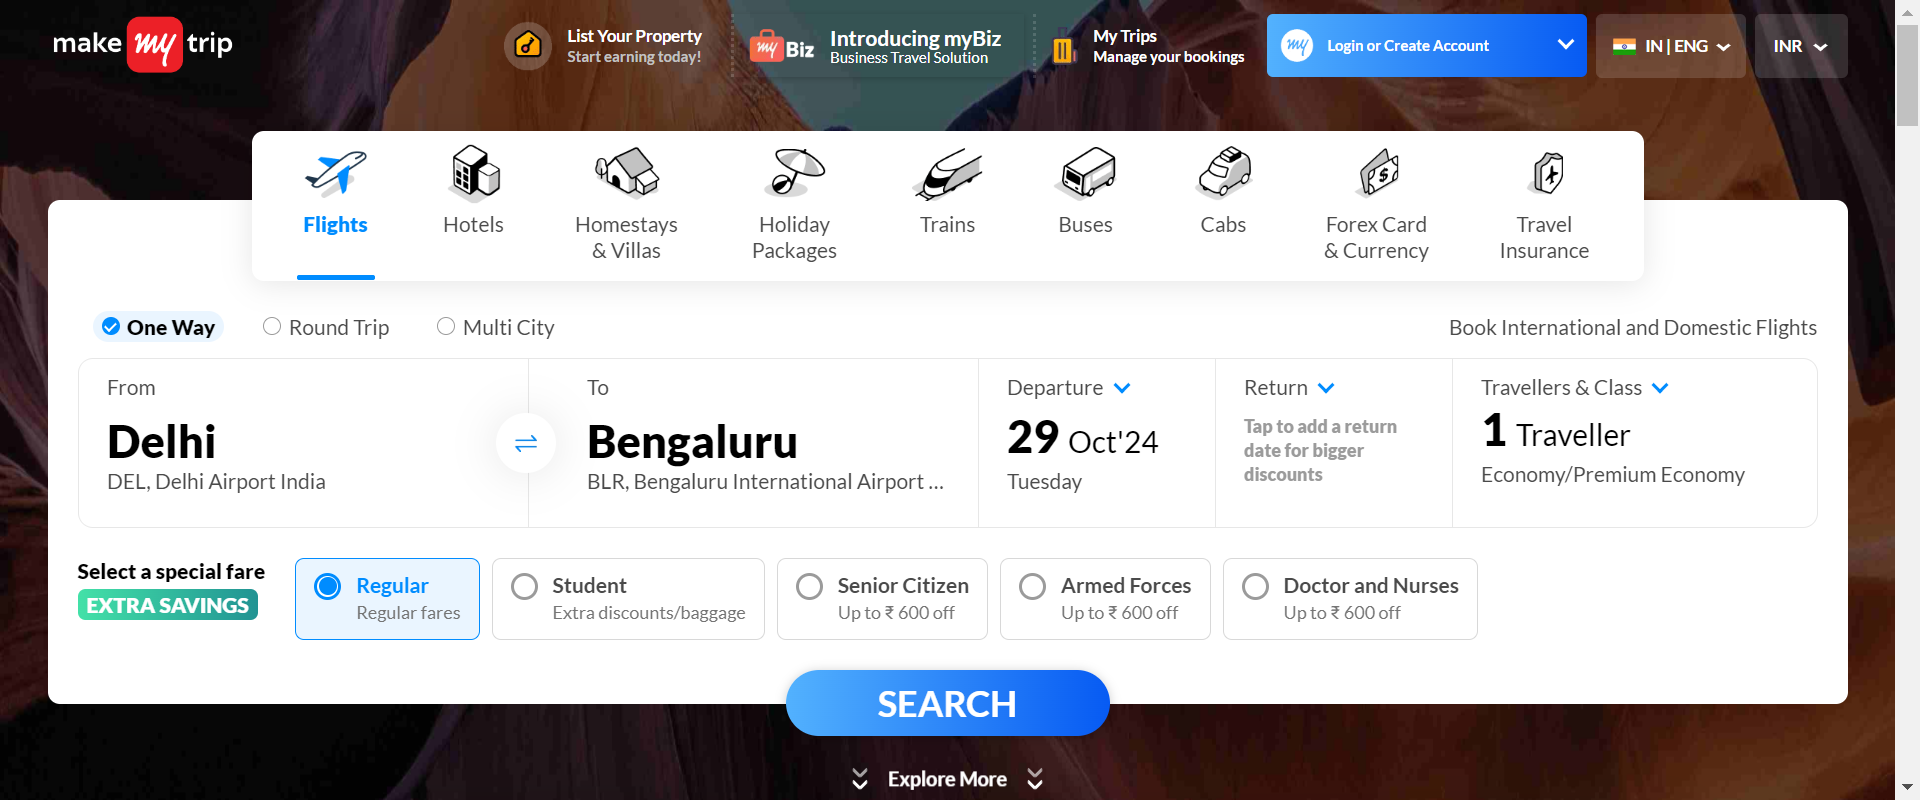 make my trip
List Your Property
Start earning today!
my Biz
Introducing myBiz
Business Travel Solution
My Trips
Manage your bookings
my
Login or Create Account
IN | ENG
INR
Flights
Hotels
Homestays
& Villas
Holiday
Packages
Trains
Buses
Cabs
Forex Card
& Currency
Travel
Insurance
One Way
Round Trip
Multi City
Book International and Domestic Flights
From
Delhi
DEL, Delhi Airport India
To
Bengaluru
BLR, Bengaluru International Airport ...
Departure
29 Oct'24
Tuesday
Return
Tap to add a return
date for bigger
discounts
Travellers & Class
1 Traveller
Economy/Premium Economy
Select a special fare
EXTRA SAVINGS
Regular
Regular fares
Student
Extra discounts/baggage
Senior Citizen
Up to ₹ 600 off
Armed Forces
Up to ₹ 600 off
Doctor and Nurses
Up to ₹ 600 off
SEARCH
Explore More